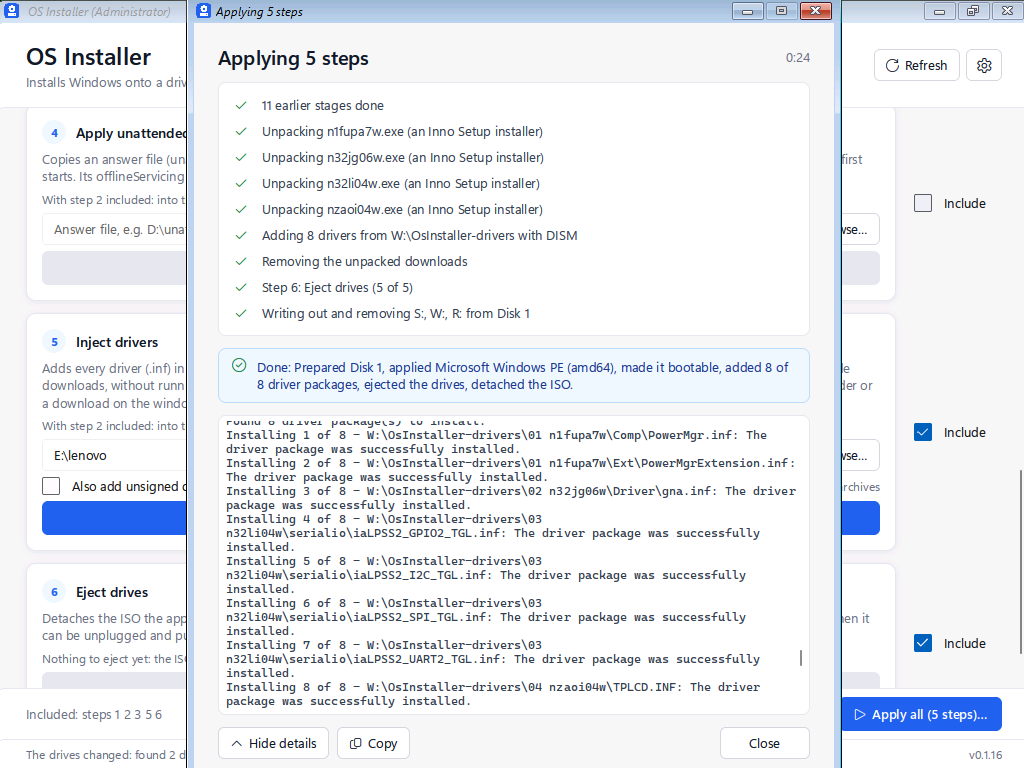 OS Installer (Administrator)
Applying 5 steps
OS Installer
Installs Windows onto a driv
Refresh
Applying 5 steps
0:24
11 earlier stages done
Unpacking n1fupa7w.exe (an Inno Setup installer)
Unpacking n32jg06w.exe (an Inno Setup installer)
Unpacking n32li04w.exe (an Inno Setup installer)
Unpacking nzaoi04w.exe (an Inno Setup installer)
Adding 8 drivers from W:\OsInstaller-drivers with DISM
Removing the unpacked downloads
Step 6: Eject drives (5 of 5)
Writing out and removing S:, W:, R: from Disk 1
Done: Prepared Disk 1, applied Microsoft Windows PE (amd64), made it bootable, added 8 of
8 driver packages, ejected the drives, detached the ISO.
Found 8 driver package(s) to install.
Installing 1 of 8 - W:\OsInstaller-drivers\01 n1fupa7w\Comp\PowerMgr.inf: The
driver package was successfully installed.
Installing 2 of 8 - W:\OsInstaller-drivers\01 n1fupa7w\Ext\PowerMgrExtension.inf:
The driver package was successfully installed.
Installing 3 of 8 - W:\OsInstaller-drivers\02 n32jg06w\Driver\gna.inf: The driver
package was successfully installed.
Installing 4 of 8 - W:\OsInstaller-drivers\03
n32li04w\serialio\iaLPSS2_GPIO2_TGL.inf: The driver package was successfully
installed.
Installing 5 of 8 - W:\OsInstaller-drivers\03
n32li04w\serialio\iaLPSS2_I2C_TGL.inf: The driver package was successfully
installed.
Installing 6 of 8 - W:\OsInstaller-drivers\03
n32li04w\serialio\iaLPSS2_SPI_TGL.inf: The driver package was successfully
installed.
Installing 7 of 8 - W:\OsInstaller-drivers\03
n32li04w\serialio\iaLPSS2_UART2_TGL.inf: The driver package was successfully
installed.
Installing 8 of 8 - W:\OsInstaller-drivers\04 nzaoi04w\TPLCD.INF: The driver
package was successfully installed.
Hide details
Copy
Close
4 Apply unattended
Copies an answer file (un
first
starts. Its offlineServicing
With step 2 included: into t
Answer file, e.g. D:\una
wse...
Include
5 Inject drivers
Adds every driver (.inf) in
le
downloads, without runn
der or
a download on the windo
With step 2 included: into t
E:\lenovo
wse...
Include
Also add unsigned d
rchives
6 Eject drives
Detaches the ISO the app
hen it
can be unplugged and pu
Nothing to eject yet: the IS
Include
Included: steps 1 2 3 5 6
Apply all (5 steps)...
The drives changed: found 2 d
v0.1.16